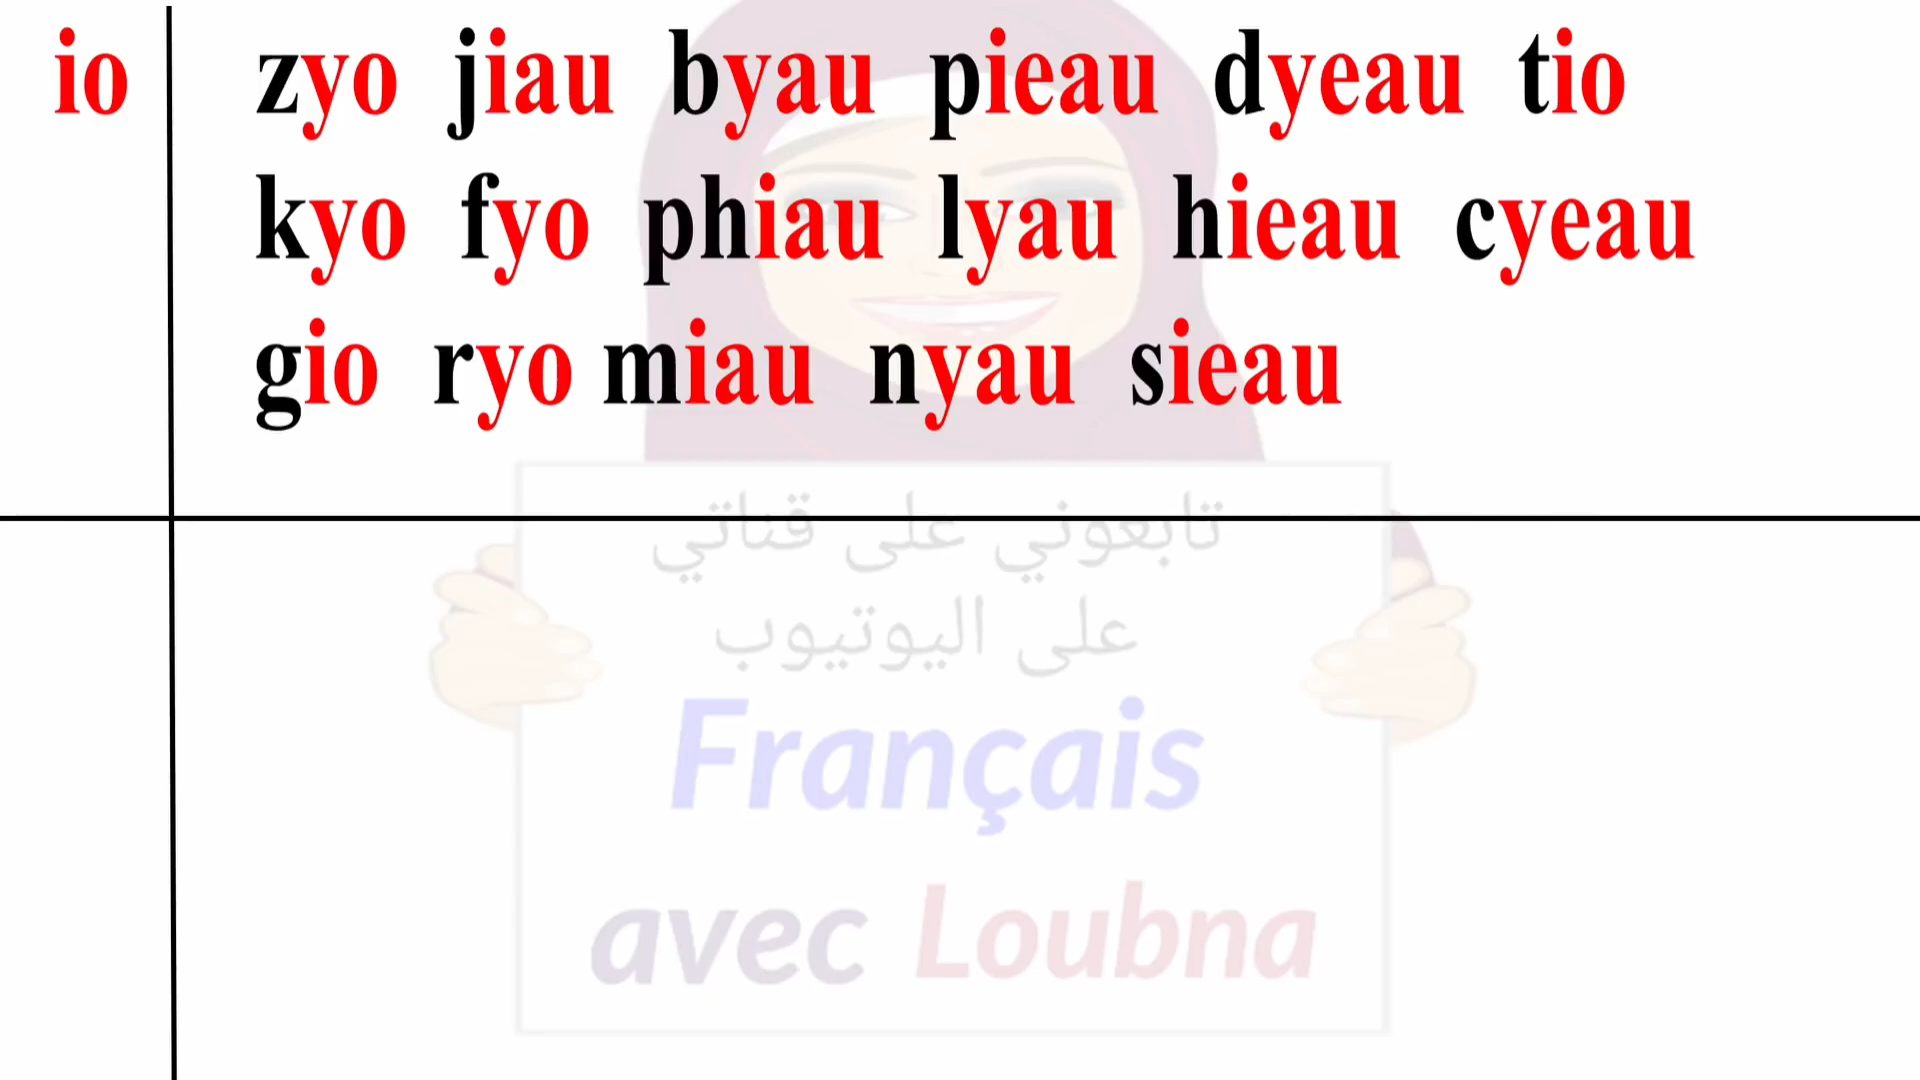 io zyo jiau byau pieau dyeau tio
kyo fyo phiau lyau hieau cyeau
gio ryo miau nyau sieau
تابعوني على قناتي
على اليوتيوب
Français
avec Loubna